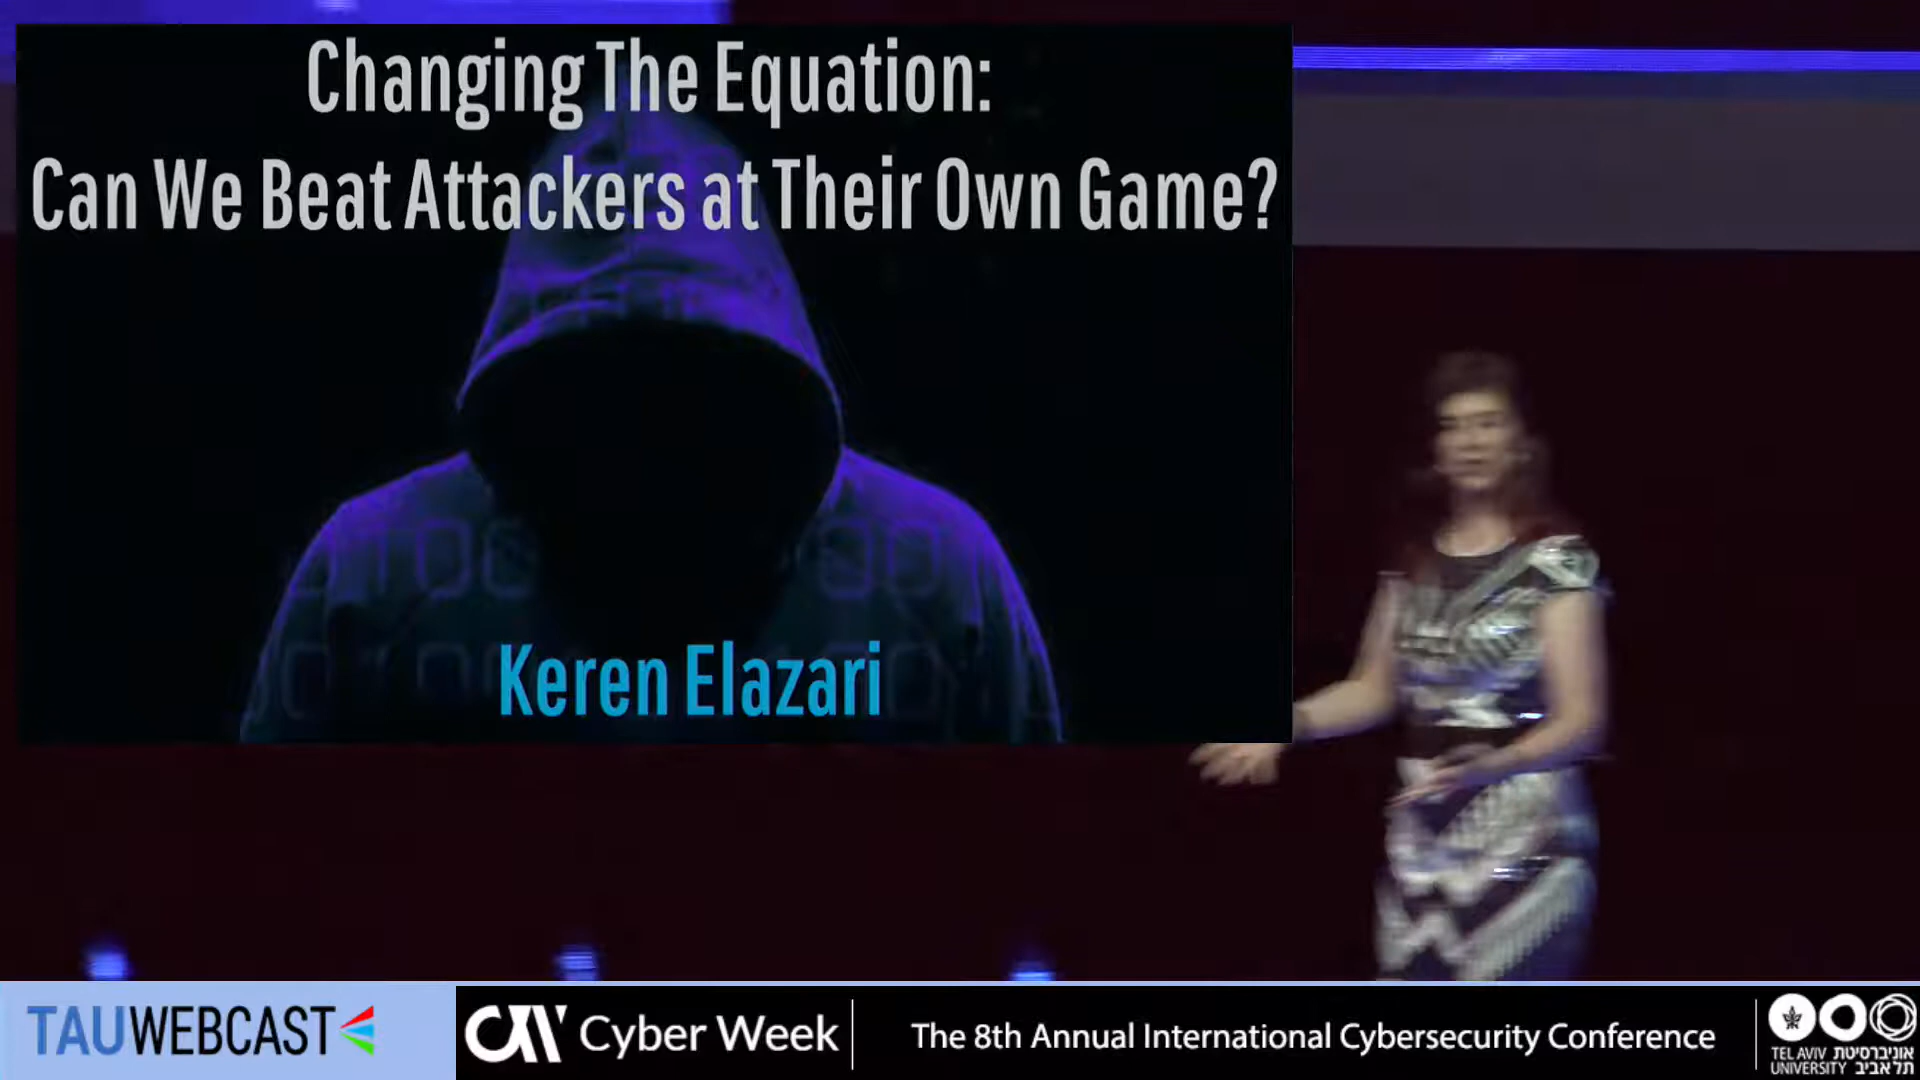 Changing The Equation:
Can We Beat Attackers at Their Own Game?
Keren Elazari
TAUWEBCAST
Cyber Week
The 8th Annual International Cybersecurity Conference
TEL AVIV אוניברסיטת
UNIVERSITY תל אביב